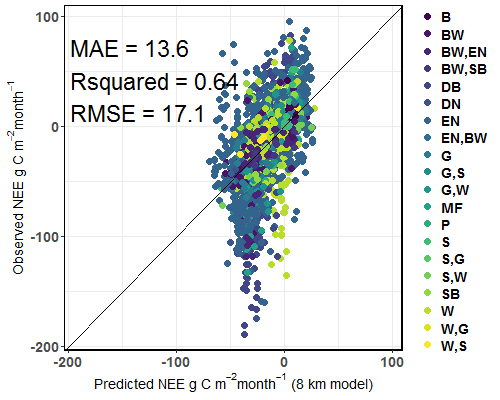 100
0
-100
-200
-200
-100
0
100
Observed NEE g C m⁻²month⁻¹
MAE = 13.6
Rsquared = 0.64
RMSE = 17.1
Predicted NEE g C m⁻²month⁻¹ (8 km model)
B
BW
BW,EN
BW,SB
DB
DN
EN
EN,BW
G
G,S
G,W
MF
P
S
S,G
S,W
SB
W
W,G
W,S